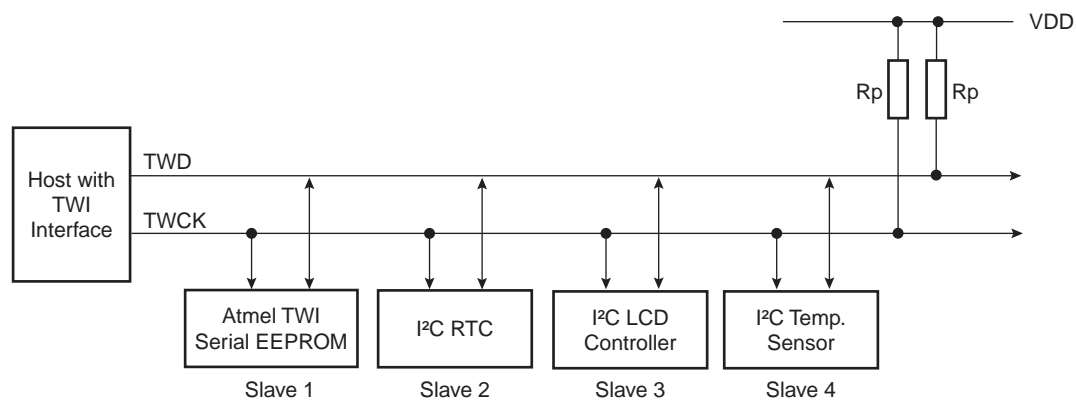 VDD
Rp
Rp
Host with
TWI
Interface
TWD
TWCK
Atmel TWI
Serial EEPROM
Slave 1
I²C RTC
Slave 2
I²C LCD
Controller
Slave 3
I²C Temp.
Sensor
Slave 4